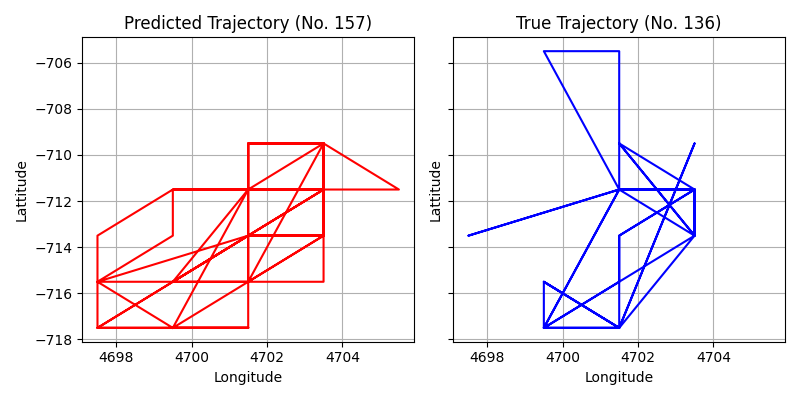 Predicted Trajectory (No. 157)
True Trajectory (No. 136)
−706
−708
−710
−712
−714
−716
−718
Lattitude
Lattitude
4698 4700 4702 4704
4698 4700 4702 4704
Longitude
Longitude